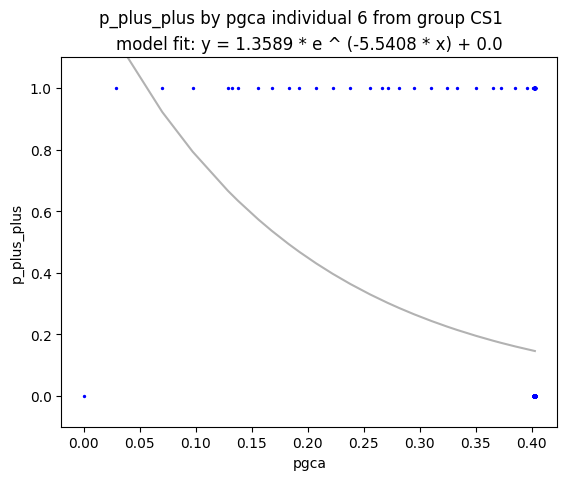 p_plus_plus by pgca individual 6 from group CS1
model fit: y = 1.3589 * e ^ (-5.5408 * x) + 0.0
1.0
0.8
0.6
0.4
0.2
0.0
p_plus_plus
0.00 0.05 0.10 0.15 0.20 0.25 0.30 0.35 0.40
pgca